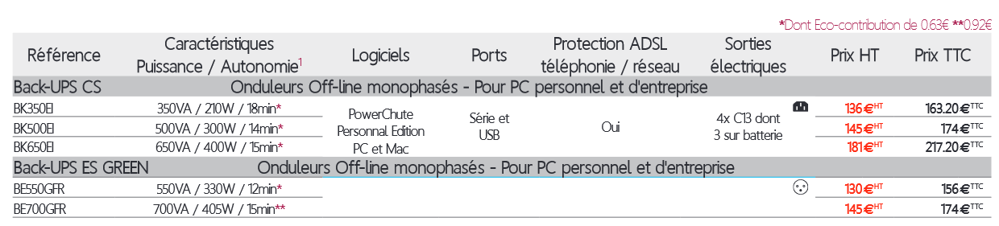 *Dont Eco-contribution de 0.63€ **0.92€
Référence Caractéristiques Puissance / Autonomie1 Logiciels Ports Protection ADSL téléphonie / réseau Sorties électriques Prix HT Prix TTC
Back-UPS CS Onduleurs Off-line monophasés - Pour PC personnel et d'entreprise
BK350EI 350VA / 210W / 18min* 136€HT 163.20€TTC
BK500EI 500VA / 300W / 14min* 145€HT 174€TTC
BK650EI 650VA / 400W / 15min* 181€HT 217.20€TTC
PowerChute
Personnal Edition
PC et Mac
Série et
USB
Oui
4x C13 dont
3 sur batterie
Back-UPS ES GREEN Onduleurs Off-line monophasés - Pour PC personnel et d'entreprise
BE550GFR 550VA / 330W / 12min* 130€HT 156€TTC
BE700GFR 700VA / 405W / 15min** 145€HT 174€TTC